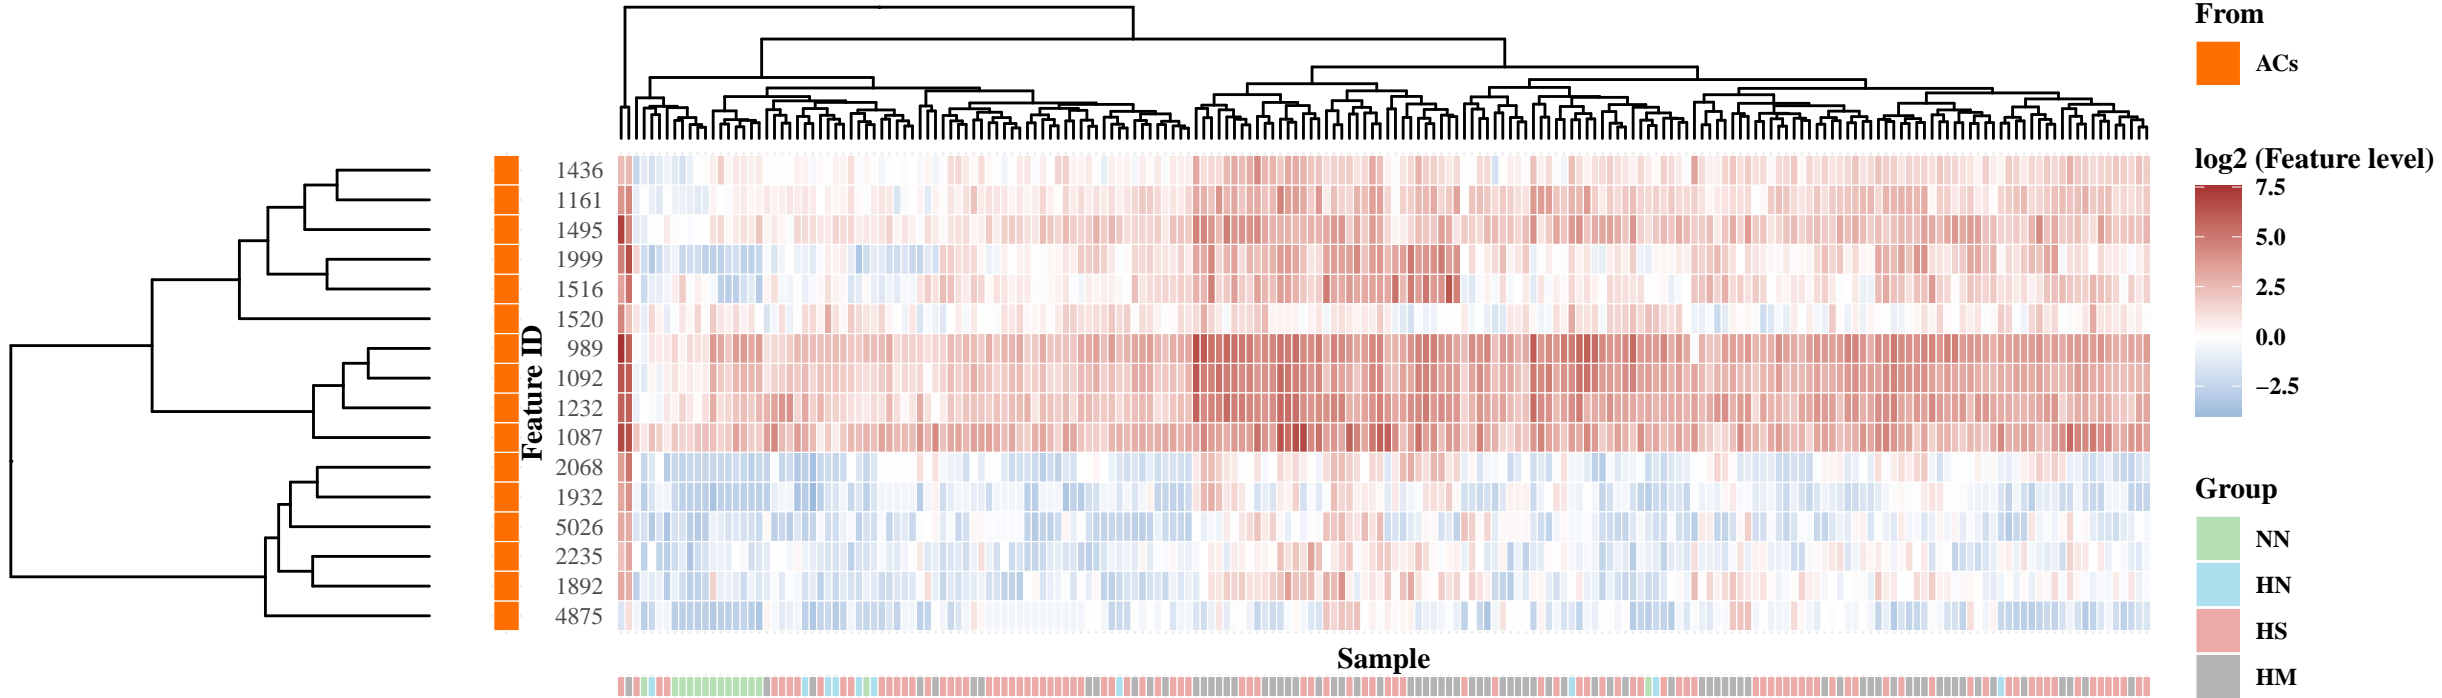 From
ACs
log2 (Feature level)
7.5
5.0
2.5
0.0
−2.5
Group
NN
HN
HS
HM
Feature ID
1436
1161
1495
1999
1516
1520
989
1092
1232
1087
2068
1932
5026
2235
1892
4875
Sample